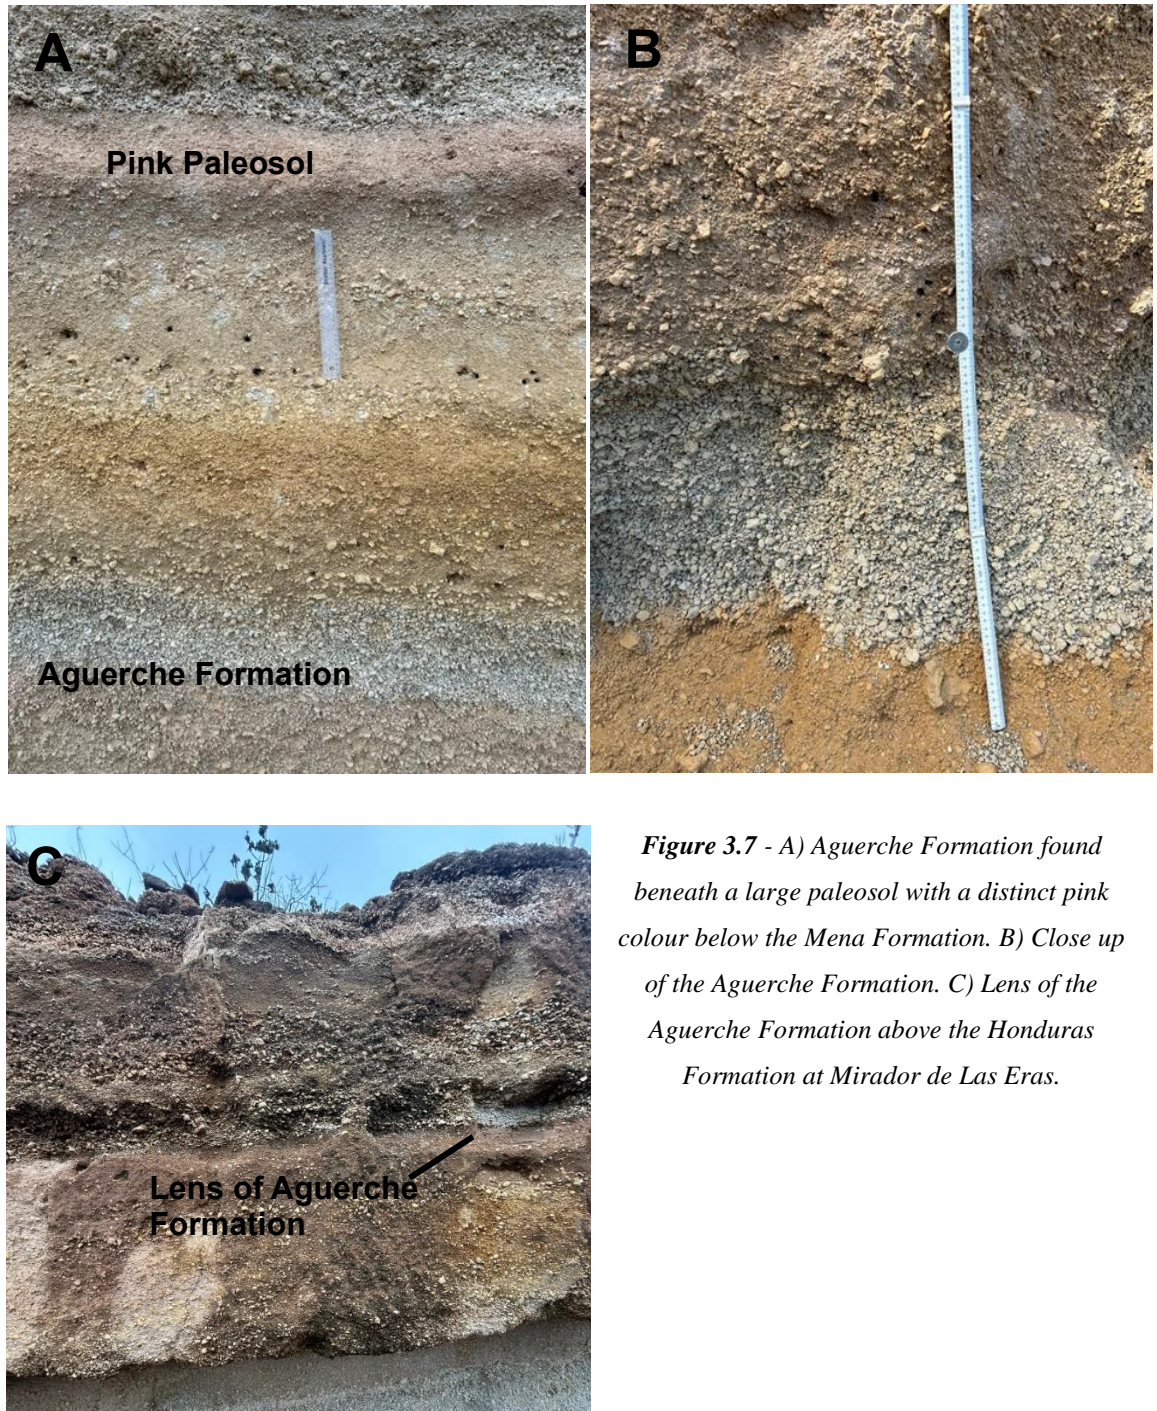 A
Pink Paleosol
Aguerche Formation
B
C
Lens of Aguerche
Formation
Figure 3.7 - A) Aguerche Formation found
beneath a large paleosol with a distinct pink
colour below the Mena Formation. B) Close up
of the Aguerche Formation. C) Lens of the
Aguerche Formation above the Honduras
Formation at Mirador de Las Eras.